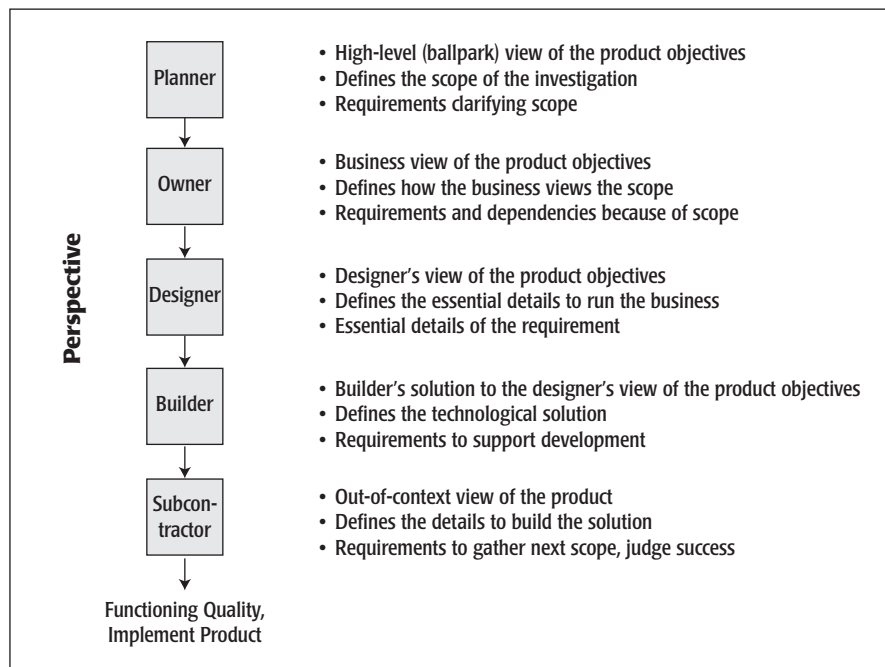 Perspective
Planner
• High-level (ballpark) view of the product objectives
• Defines the scope of the investigation
• Requirements clarifying scope
Owner
• Business view of the product objectives
• Defines how the business views the scope
• Requirements and dependencies because of scope
Designer
• Designer’s view of the product objectives
• Defines the essential details to run the business
• Essential details of the requirement
Builder
• Builder’s solution to the designer’s view of the product objectives
• Defines the technological solution
• Requirements to support development
Subcon-
tractor
• Out-of-context view of the product
• Defines the details to build the solution
• Requirements to gather next scope, judge success
Functioning Quality,
Implement Product